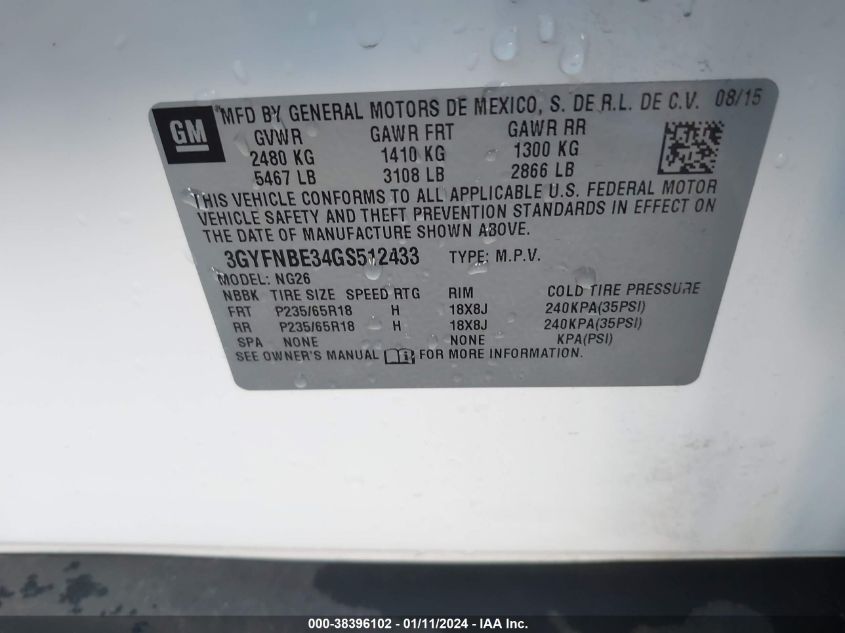 GM
MFD BY GENERAL MOTORS DE MEXICO, S. DE R.L. DE C.V. 08/15
GVWR GAWR FRT GAWR RR
2480 KG 1410 KG 1300 KG
5467 LB 3108 LB 2866 LB
THIS VEHICLE CONFORMS TO ALL APPLICABLE U.S. FEDERAL MOTOR
VEHICLE SAFETY AND THEFT PREVENTION STANDARDS IN EFFECT ON
THE DATE OF MANUFACTURE SHOWN ABOVE.
3GYFNBE34GS512433 TYPE: M.P.V.
MODEL: NG26
NBBK TIRE SIZE SPEED RTG RIM COLD TIRE PRESSURE
FRT P235/65R18 H 18X8J 240KPA(35PSI)
RR P235/65R18 H 18X8J 240KPA(35PSI)
SPA NONE NONE KPA(PSI)
SEE OWNER'S MANUAL FOR MORE INFORMATION.
000-38396102 - 01/11/2024 - IAA Inc.